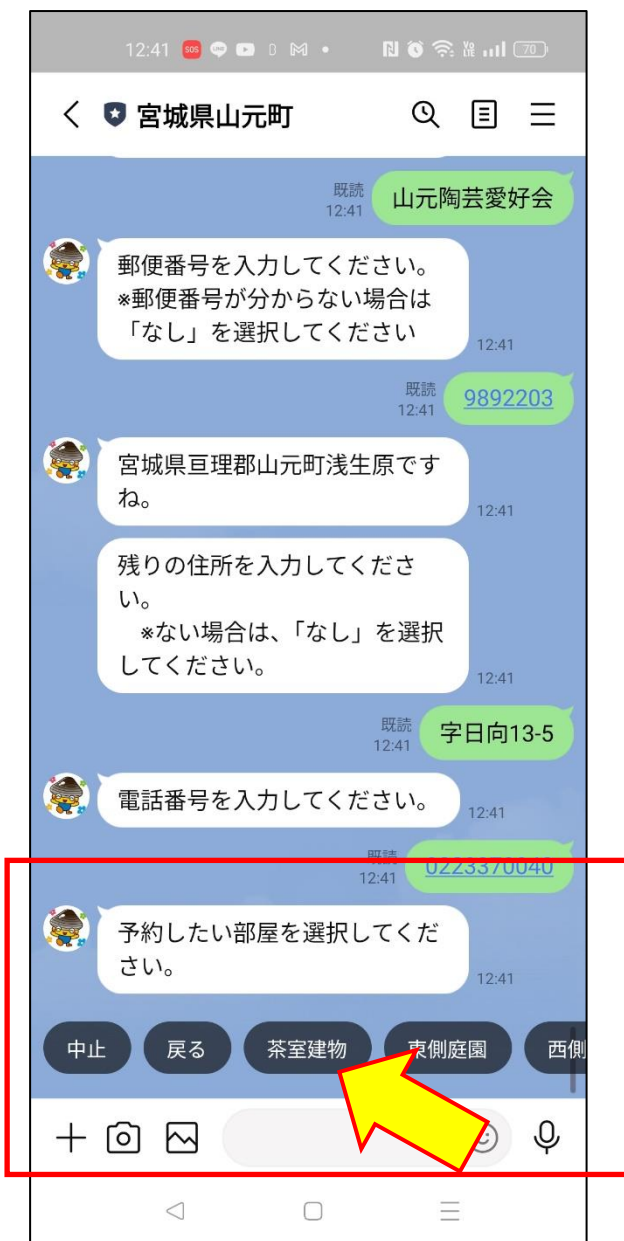 12:41
70
宮城県山元町
既読
12:41
山元陶芸愛好会
郵便番号を入力してください。
※郵便番号が分からない場合は
「なし」を選択してください
12:41
既読
12:41
9892203
宮城県亘理郡山元町浅生原です
ね。
12:41
残りの住所を入力してくださ
い。
※ない場合は、「なし」を選択
してください。
12:41
既読
12:41
字日向13-5
電話番号を入力してください。
12:41
既読
12:41
0223370040
予約したい部屋を選択してくだ
さい。
12:41
中止
戻る
茶室建物
東側庭園
西側